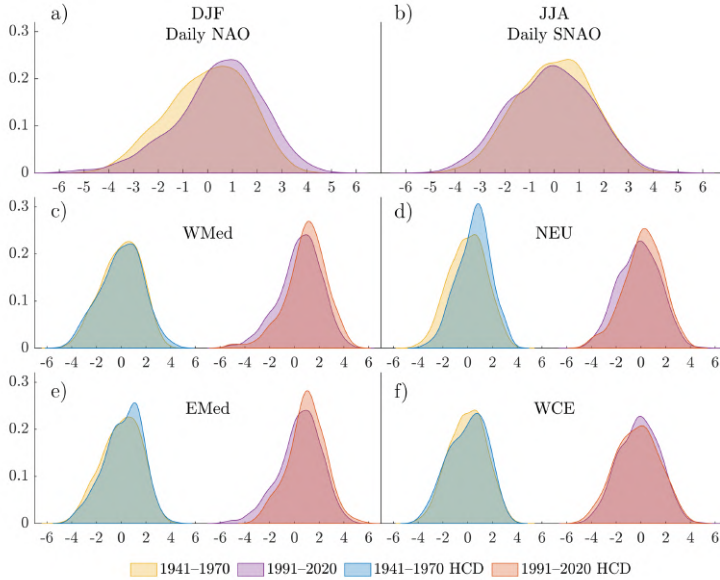 a) DJF
Daily NAO
b) JJA
Daily SNAO
0.3
0.2
0.1
0
-6 -5 -4 -3 -2 -1 0 1 2 3 4 5 6
-6 -5 -4 -3 -2 -1 0 1 2 3 4 5 6
c) WMed
d) NEU
0.3
0.2
0.1
0
-6 -4 -2 0 2 4 -6 -4 -2 0 2 4 6
-6 -4 -2 0 2 4 -6 -4 -2 0 2 4 6
e) EMed
f) WCE
0.3
0.2
0.1
0
-6 -4 -2 0 2 4 -6 -4 -2 0 2 4 6
-6 -4 -2 0 2 4 -6 -4 -2 0 2 4 6
1941–1970 1991–2020 1941–1970 HCD 1991–2020 HCD